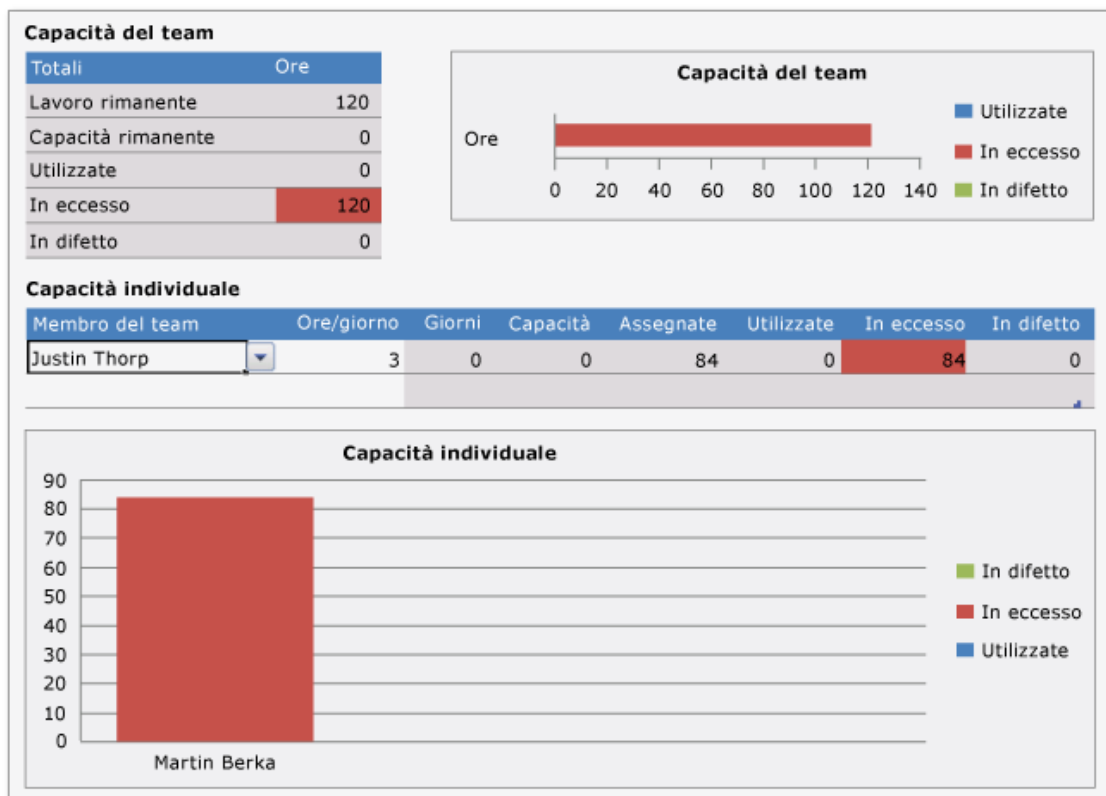 Capacità del team
Totali Ore
Lavoro rimanente 120
Capacità rimanente 0
Utilizzate 0
In eccesso 120
In difetto 0
Capacità del team
Ore
0 20 40 60 80 100 120 140
Utilizzate
In eccesso
In difetto
Capacità individuale
Membro del team Ore/giorno Giorni Capacità Assegnate Utilizzate In eccesso In difetto
Justin Thorp 3 0 0 84 0 84 0
Capacità individuale
90
80
70
60
50
40
30
20
10
0
Martin Berka
In difetto
In eccesso
Utilizzate